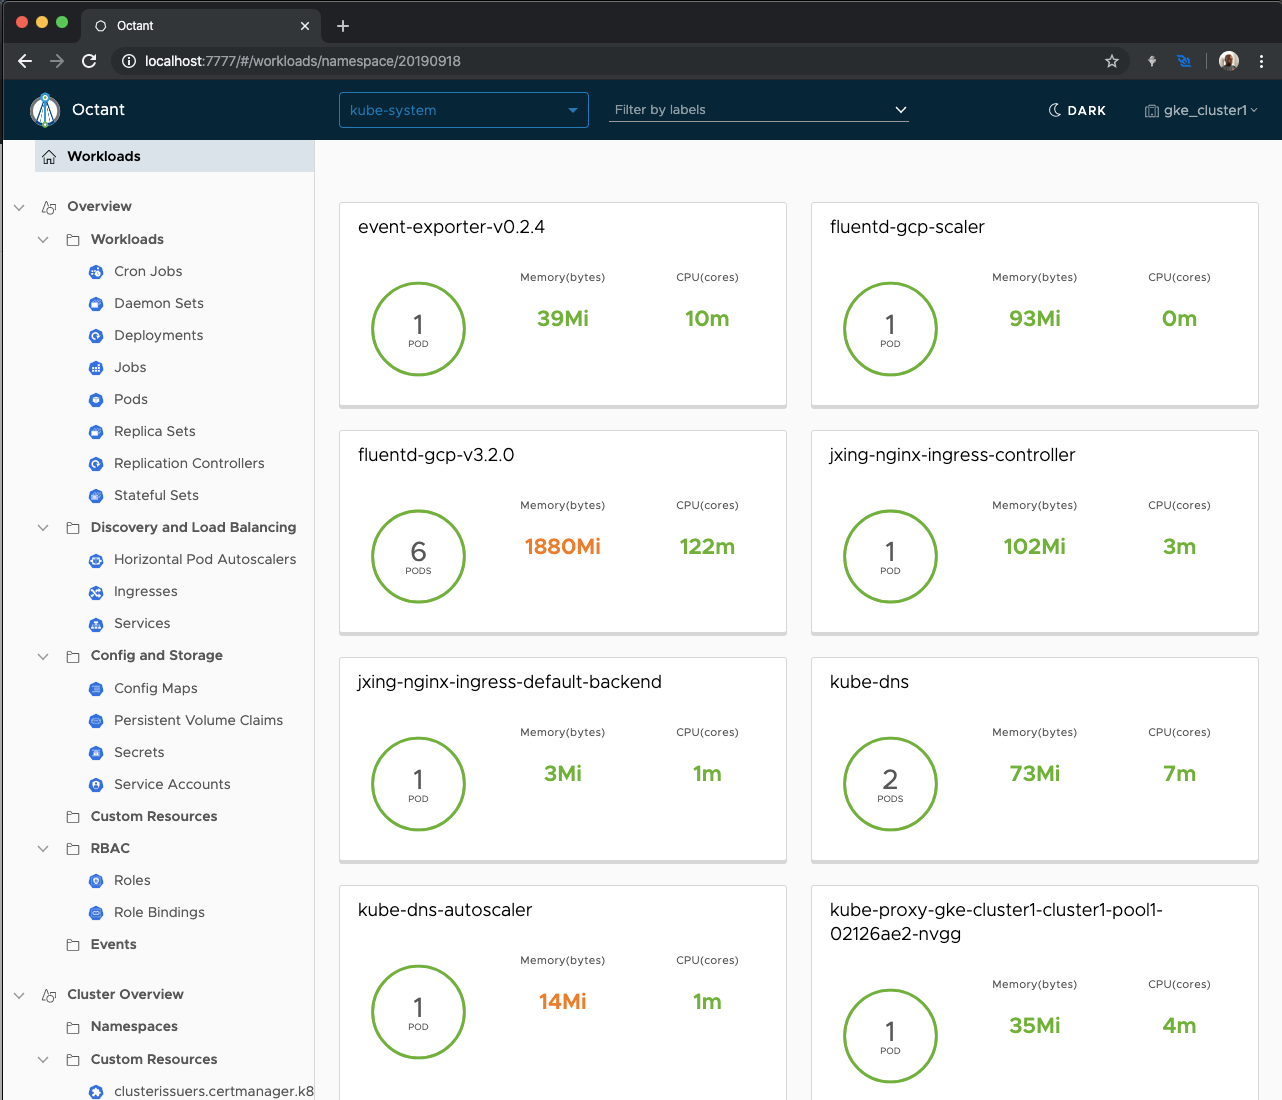 Octant
localhost:7777/#/workloads/namespace/20190918
Octant
kube-system
Filter by labels
DARK
gke_cluster1
Workloads
Overview
Workloads
Cron Jobs
Daemon Sets
Deployments
Jobs
Pods
Replica Sets
Replication Controllers
Stateful Sets
Discovery and Load Balancing
Horizontal Pod Autoscalers
Ingresses
Services
Config and Storage
Config Maps
Persistent Volume Claims
Secrets
Service Accounts
Custom Resources
RBAC
Roles
Role Bindings
Events
Cluster Overview
Namespaces
Custom Resources
clusterissuers.certmanager.k8
event-exporter-v0.2.4
Memory(bytes) CPU(cores)
39Mi 10m
1
POD
fluentd-gcp-scaler
Memory(bytes) CPU(cores)
93Mi 0m
1
POD
fluentd-gcp-v3.2.0
Memory(bytes) CPU(cores)
1880Mi 122m
6
PODS
jxing-nginx-ingress-controller
Memory(bytes) CPU(cores)
102Mi 3m
1
POD
jxing-nginx-ingress-default-backend
Memory(bytes) CPU(cores)
3Mi 1m
1
POD
kube-dns
Memory(bytes) CPU(cores)
73Mi 7m
2
PODS
kube-dns-autoscaler
Memory(bytes) CPU(cores)
14Mi 1m
1
POD
kube-proxy-gke-cluster1-cluster1-pool1-
02126ae2-nvgg
Memory(bytes) CPU(cores)
35Mi 4m
1
POD